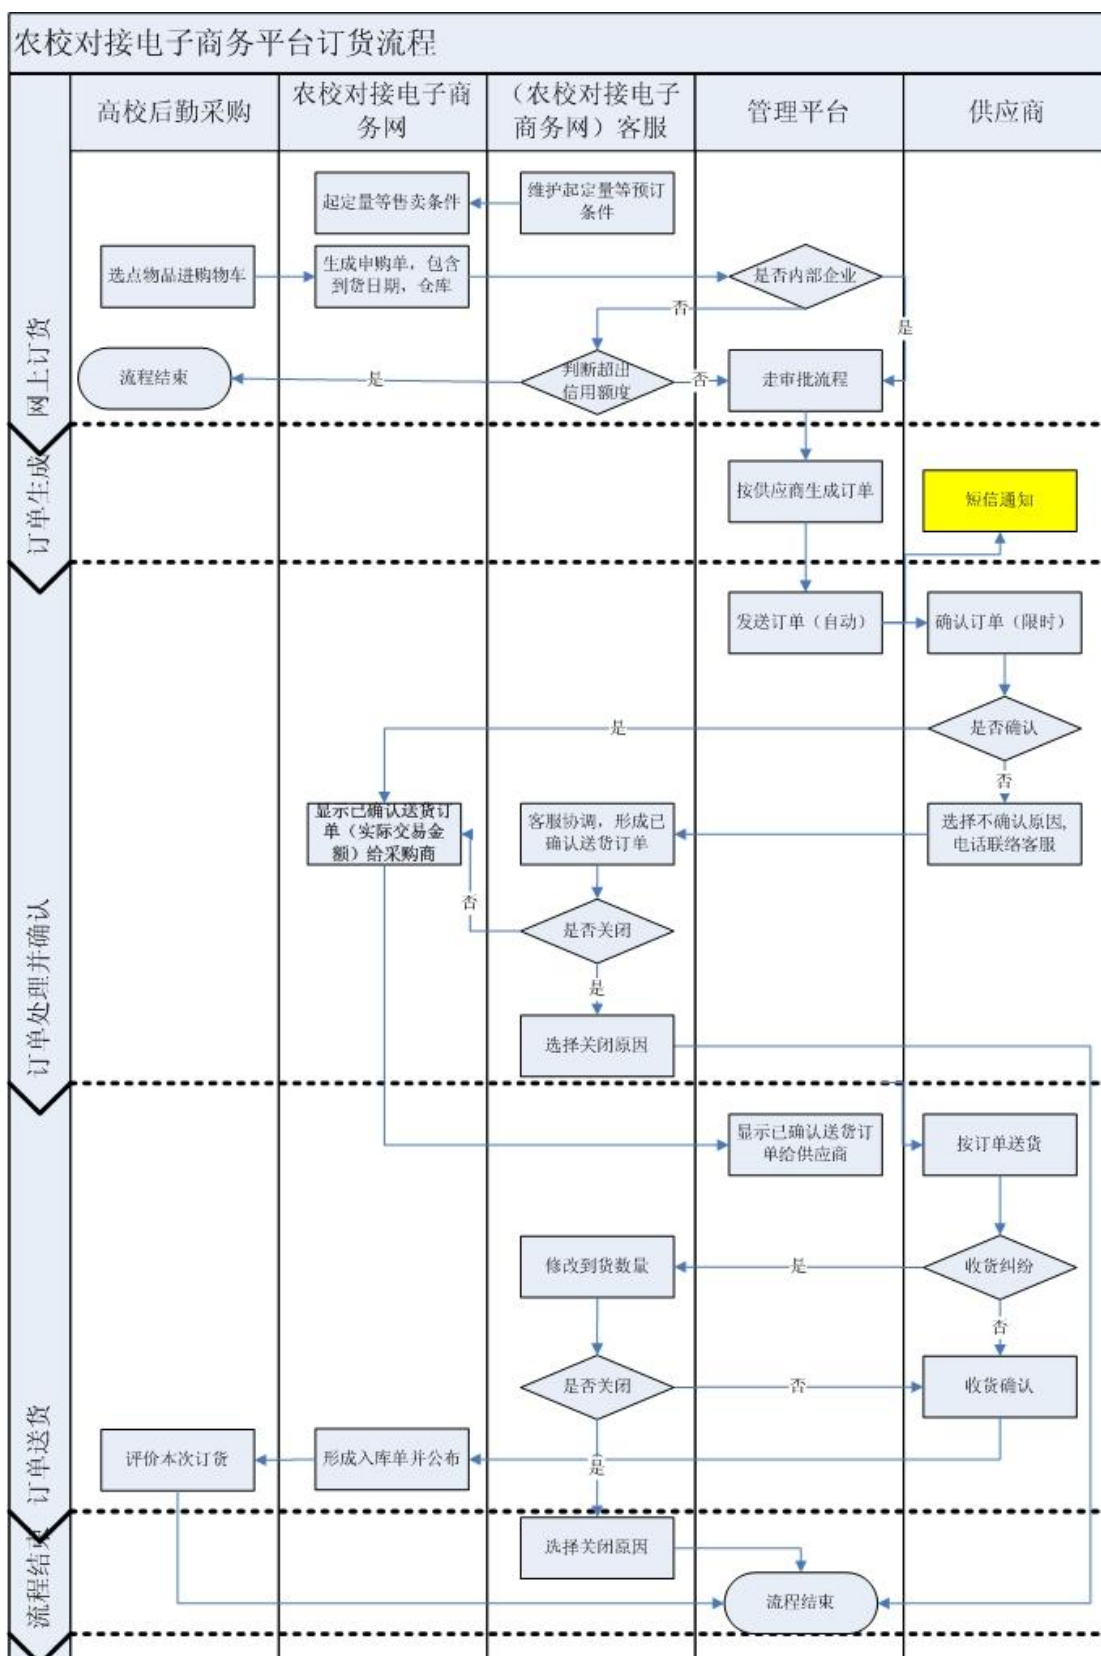 农校对接电子商务平台订货流程
高校后勤采购
农校对接电子商
务网
（农校对接电子
商务网）客服
管理平台
供应商
网上订货
起定量等售卖条件
维护起定量等预订
条件
选点物品进购物车
生成申购单，包含
到货日期，仓库
是否内部企业
否
是
流程结束
是
判断超出
信用额度
否
走审批流程
订单生成
按供应商生成订单
短信通知
订单处理并确认
发送订单（自动）
确认订单（限时）
是
是否确认
否
显示已确认送货订
单（实际交易金
额）给采购商
客服协调，形成已
确认送货订单
选择不确认原因，
电话联络客服
否
是否关闭
是
选择关闭原因
订单送货
显示已确认送货订
单给供应商
按订单送货
修改到货数量
是
收货纠纷
否
是否关闭
否
收货确认
评价本次订货
形成入库单并公布
是
流程结束
选择关闭原因
流程结束